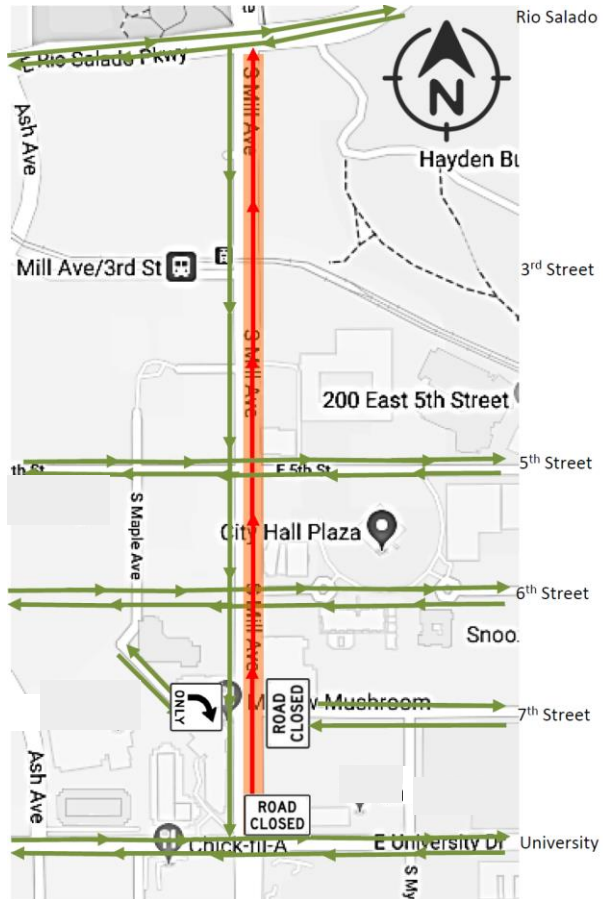 Rio Salado
E Rio Salado Pkwy
S Mill Ave
Ash Ave
N
Hayden Bu
Mill Ave/3rd St
3rd Street
S Mill Ave
200 East 5th Street
th St
E 5th St
5th Street
S Maple Ave
City Hall Plaza
6th Street
S Mill Ave
Snoo
ONLY
Mushroom
ROAD
CLOSED
7th Street
Ash Ave
ROAD
CLOSED
Chick-fil-A
E University Dr
University
S My